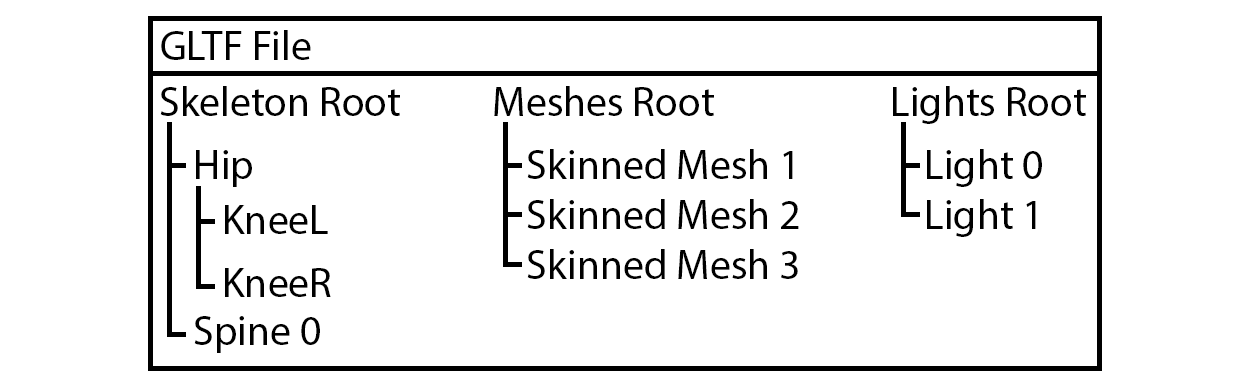 GLTF File
Skeleton Root
Hip
KneeL
KneeR
Spine 0
Meshes Root
Skinned Mesh 1
Skinned Mesh 2
Skinned Mesh 3
Lights Root
Light 0
Light 1